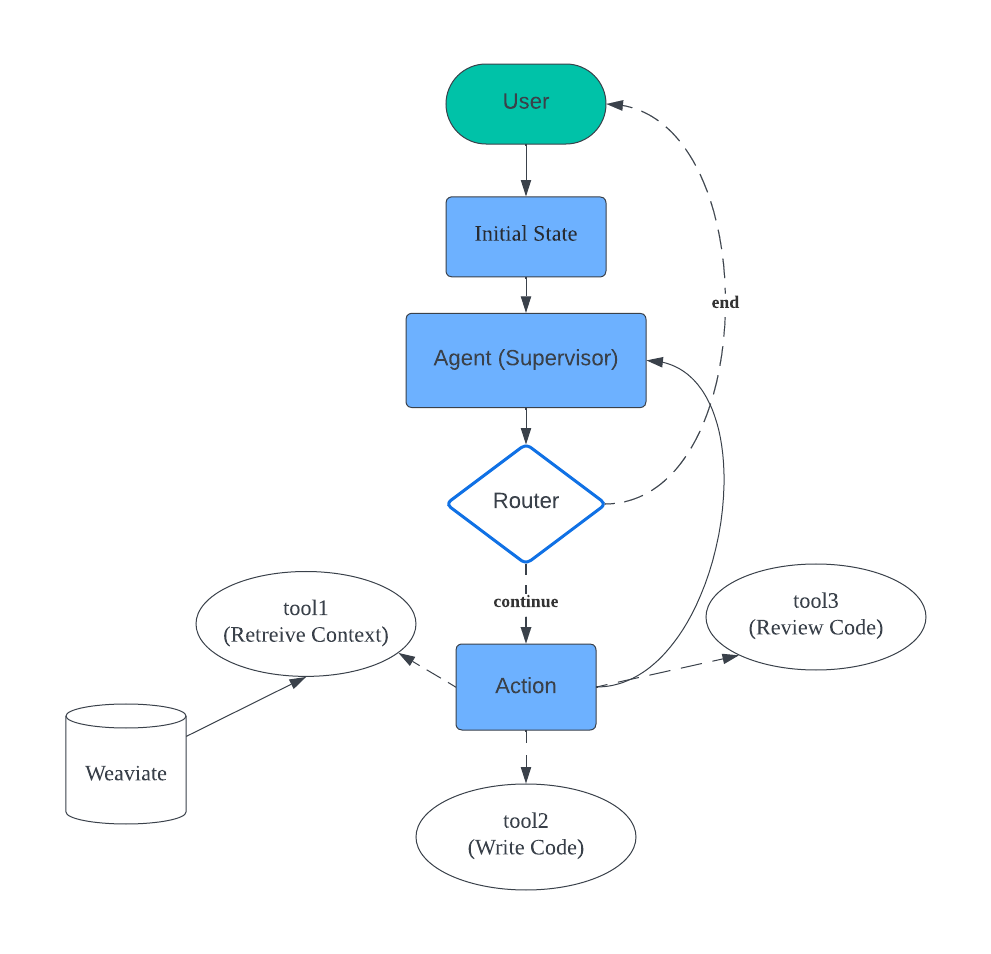 User
Initial State
Agent (Supervisor)
end
Router
continue
tool1
(Retreive Context)
tool3
(Review Code)
Action
Weaviate
tool2
(Write Code)